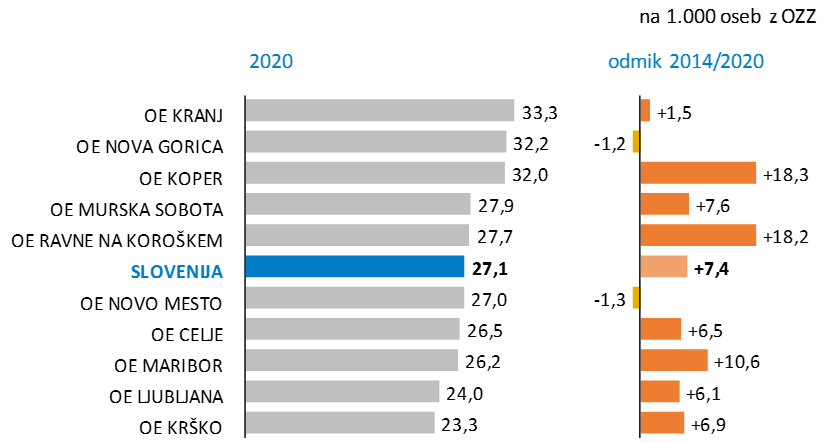 na 1.000 oseb z OZZ
2020 odmik 2014/2020
OE KRANJ 33,3 +1,5
OE NOVA GORICA 32,2 -1,2
OE KOPER 32,0 +18,3
OE MURSKA SOBOTA 27,9 +7,6
OE RAVNE NA KOROŠKEM 27,7 +18,2
SLOVENIJA 27,1 +7,4
OE NOVO MESTO 27,0 -1,3
OE CELJE 26,5 +6,5
OE MARIBOR 26,2 +10,6
OE LJUBLJANA 24,0 +6,1
OE KRŠKO 23,3 +6,9